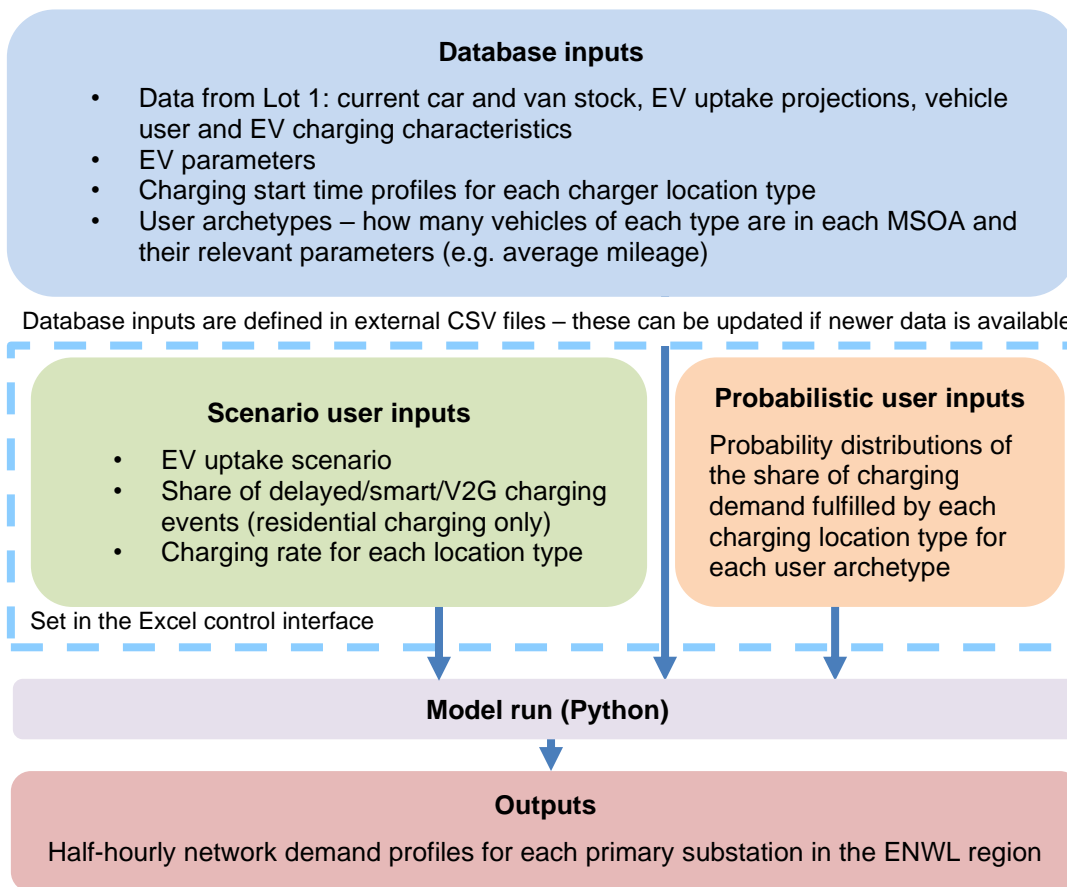 Database inputs
• Data from Lot 1: current car and van stock, EV uptake projections, vehicle
user and EV charging characteristics
• EV parameters
• Charging start time profiles for each charger location type
• User archetypes – how many vehicles of each type are in each MSOA and
their relevant parameters (e.g. average mileage)
Database inputs are defined in external CSV files – these can be updated if newer data is available
Scenario user inputs
• EV uptake scenario
• Share of delayed/smart/V2G charging
events (residential charging only)
• Charging rate for each location type
Probabilistic user inputs
Probability distributions of
the share of charging
demand fulfilled by each
charging location type for
each user archetype
Set in the Excel control interface
Model run (Python)
Outputs
Half-hourly network demand profiles for each primary substation in the ENWL region